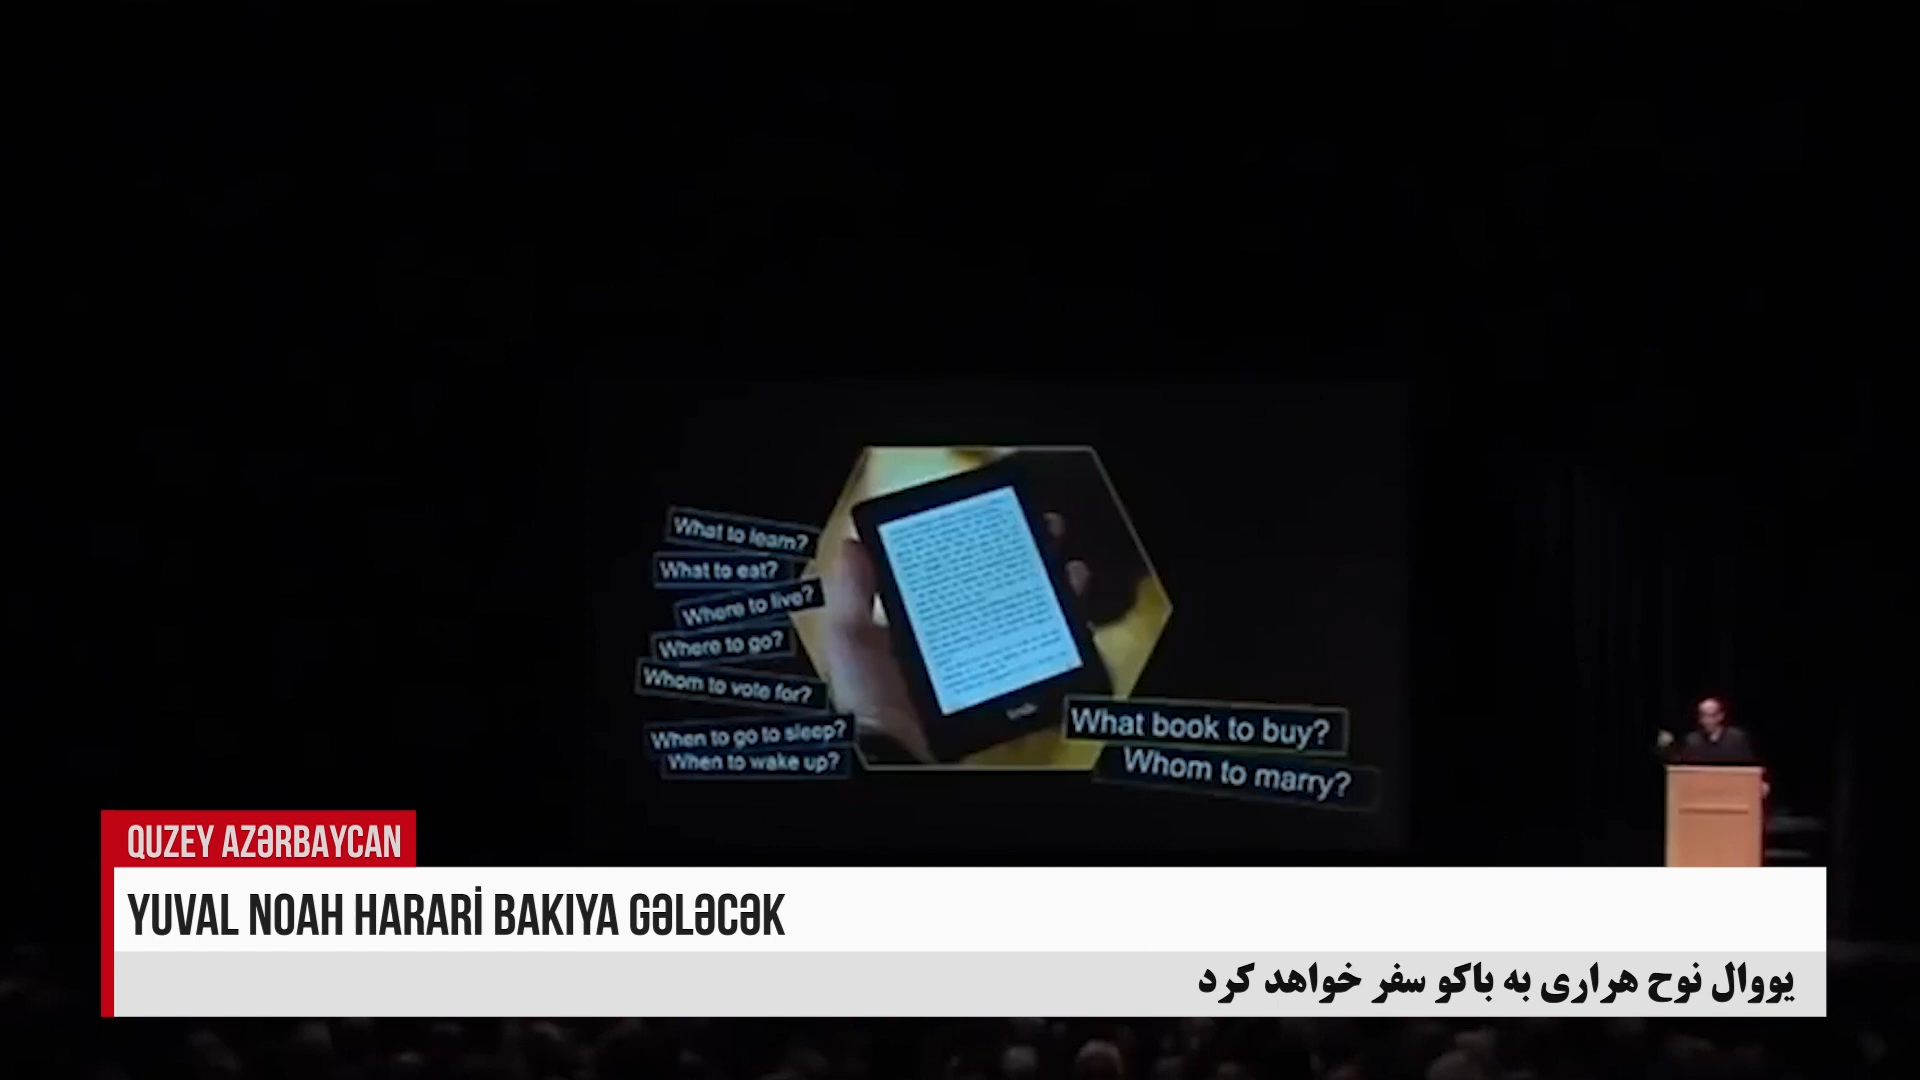 What to learn?
What to eat?
Where to live?
Where to go?
Whom to vote for?
When to go to sleep?
When to wake up?
What book to buy?
Whom to marry?
QUZEY AZƏRBAYCAN
YUVAL NOAH HARARİ BAKIYA GƏLƏCƏK
یووال نوح هراری به باکو سفر خواهد کرد